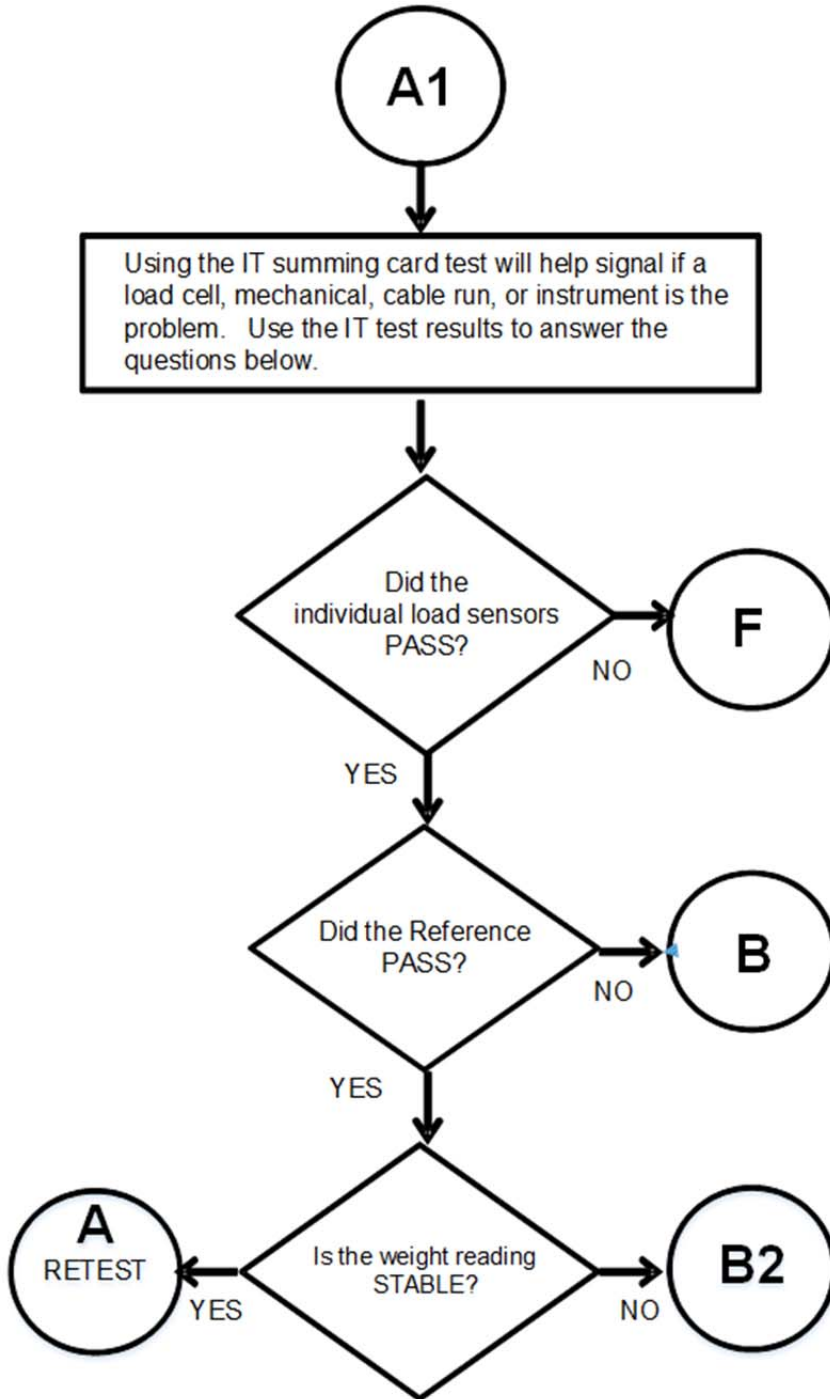 A1
Using the IT summing card test will help signal if a
load cell, mechanical, cable run, or instrument is the
problem. Use the IT test results to answer the
questions below.
Did the
individual load sensors
PASS?
NO
F
YES
Did the Reference
PASS?
NO
B
YES
Is the weight reading
STABLE?
YES
A
RETEST
NO
B2